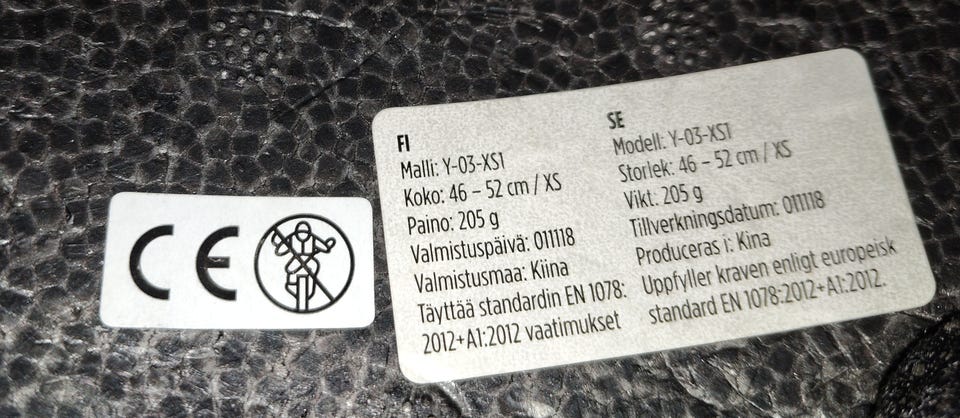 CE
FI
Malli: Y-03-XS1
Koko: 46 – 52 cm / XS
Paino: 205 g
Valmistuspäivä: 011118
Valmistusmaa: Kiina
Täyttää standardin EN 1078:
2012+A1:2012 vaatimukset
SE
Modell: Y-03-XS1
Storlek: 46 – 52 cm / XS
Vikt: 205 g
Tillverkningsdatum: 011118
Produceras i: Kina
Uppfyller kraven enligt europeisk
standard EN 1078:2012+A1:2012.